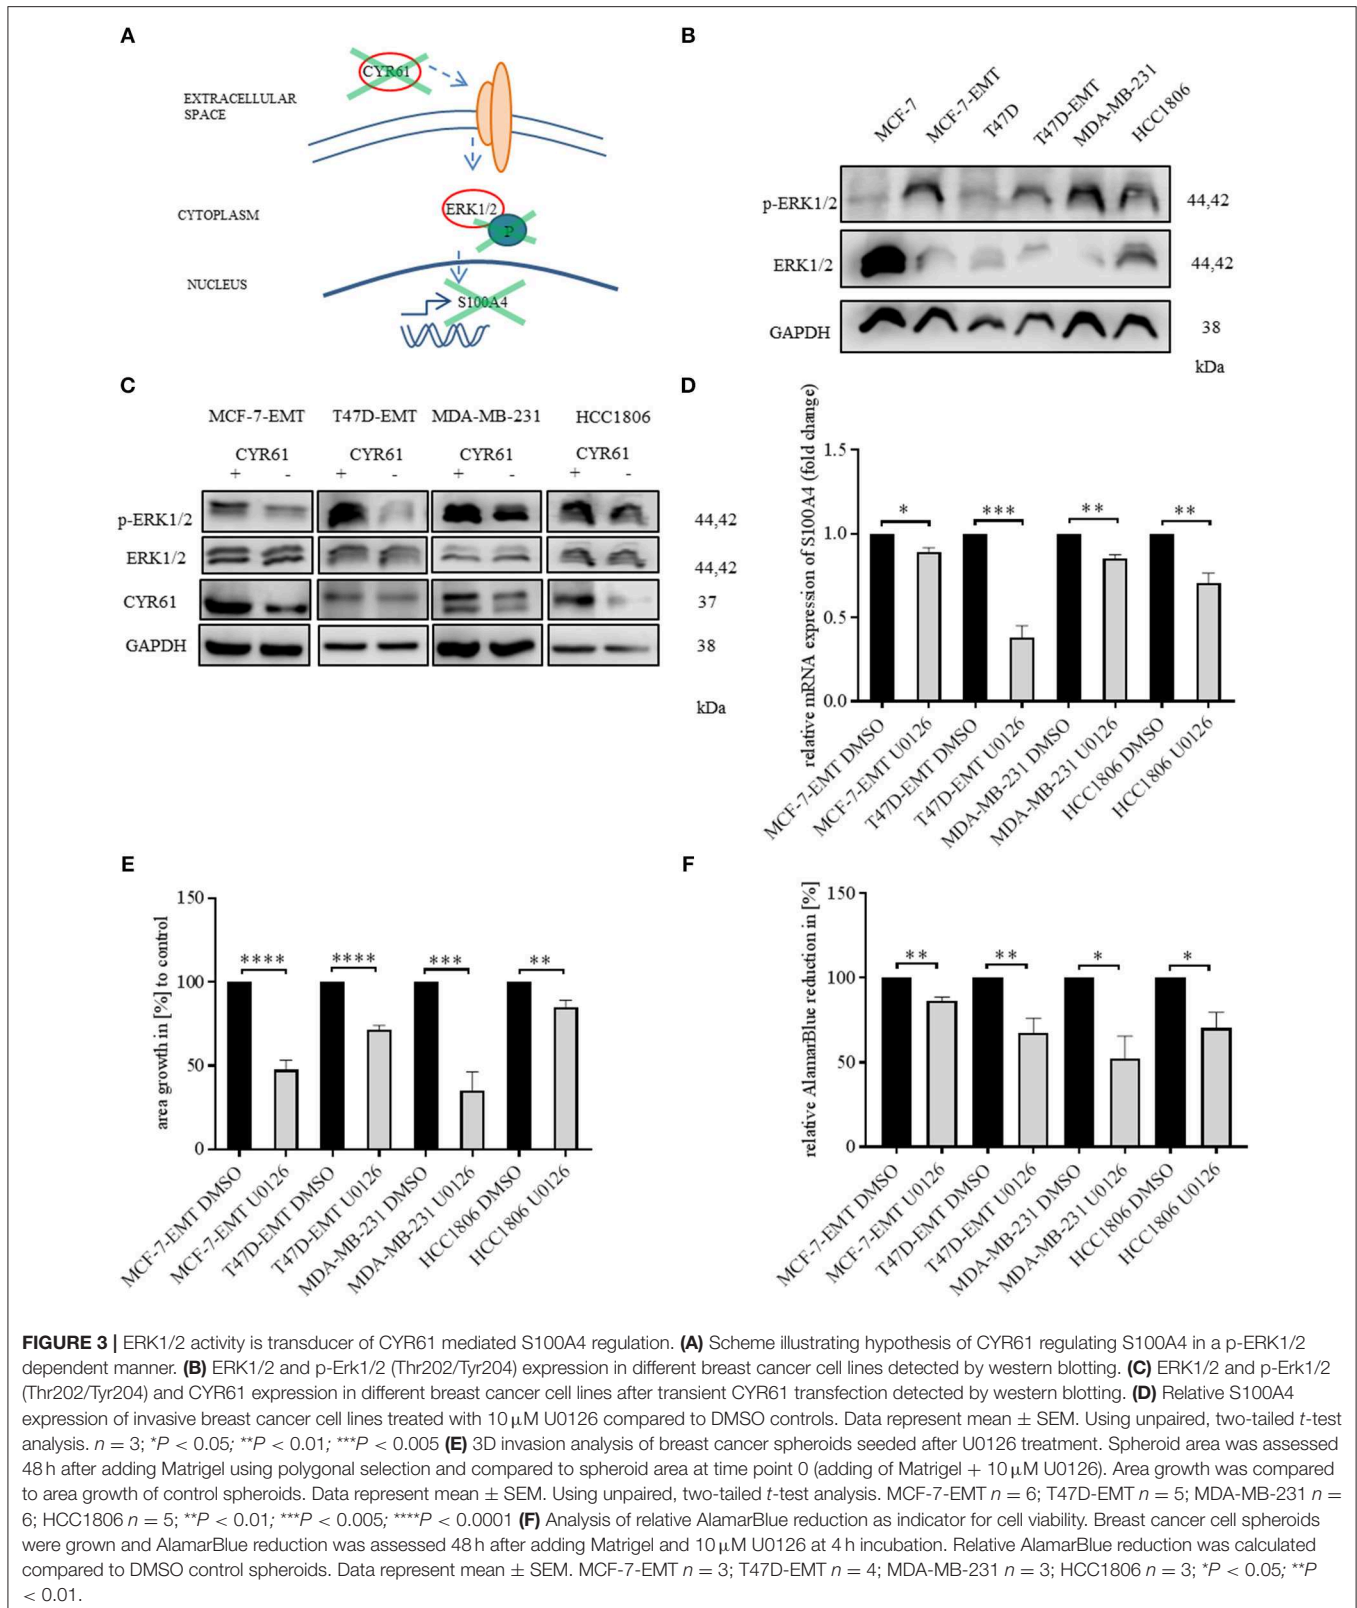 A
CYR61
EXTRACELLULAR
SPACE
CYTOPLASM
ERK1/2
P
NUCLEUS
S100A4
B
MCF-7
MCF-7-EMT
T47D
T47D-EMT
MDA-MB-231
HCC1806
p-ERK1/2
44,42
ERK1/2
44,42
GAPDH
38
kDa
C
MCF-7-EMT T47D-EMT MDA-MB-231 HCC1806
CYR61 CYR61 CYR61 CYR61
+ - + - + - + -
p-ERK1/2
44,42
ERK1/2
44,42
CYR61
37
GAPDH
38
kDa
D
relative mRNA expression of S100A4 (fold change)
1.5
1.0
0.5
0.0
* *** ** **
MCF-7-EMT DMSO
MCF-7-EMT U0126
T47D-EMT DMSO
T47D-EMT U0126
MDA-MB-231 DMSO
MDA-MB-231 U0126
HCC1806 DMSO
HCC1806 U0126
E
area growth in [%] to control
150
100
50
0
**** **** *** **
MCF-7-EMT DMSO
MCF-7-EMT U0126
T47D-EMT DMSO
T47D-EMT U0126
MDA-MB-231 DMSO
MDA-MB-231 U0126
HCC1806 DMSO
HCC1806 U0126
F
relative AlamarBlue reduction in [%]
150
100
50
0
** ** * *
MCF-7-EMT DMSO
MCF-7-EMT U0126
T47D-EMT DMSO
T47D-EMT U0126
MDA-MB-231 DMSO
MDA-MB-231 U0126
HCC1806 DMSO
HCC1806 U0126
FIGURE 3 | ERK1/2 activity is transducer of CYR61 mediated S100A4 regulation. (A) Scheme illustrating hypothesis of CYR61 regulating S100A4 in a p-ERK1/2
dependent manner. (B) ERK1/2 and p-Erk1/2 (Thr202/Tyr204) expression in different breast cancer cell lines detected by western blotting. (C) ERK1/2 and p-Erk1/2
(Thr202/Tyr204) and CYR61 expression in different breast cancer cell lines after transient CYR61 transfection detected by western blotting. (D) Relative S100A4
expression of invasive breast cancer cell lines treated with 10 μM U0126 compared to DMSO controls. Data represent mean ± SEM. Using unpaired, two-tailed t-test
analysis. n = 3; *P < 0.05; **P < 0.01; ***P < 0.005 (E) 3D invasion analysis of breast cancer spheroids seeded after U0126 treatment. Spheroid area was assessed
48 h after adding Matrigel using polygonal selection and compared to spheroid area at time point 0 (adding of Matrigel + 10 μM U0126). Area growth was compared
to area growth of control spheroids. Data represent mean ± SEM. Using unpaired, two-tailed t-test analysis. MCF-7-EMT n = 6; T47D-EMT n = 5; MDA-MB-231 n =
6; HCC1806 n = 5; **P < 0.01; ***P < 0.005; ****P < 0.0001 (F) Analysis of relative AlamarBlue reduction as indicator for cell viability. Breast cancer cell spheroids
were grown and AlamarBlue reduction was assessed 48 h after adding Matrigel and 10 μM U0126 at 4 h incubation. Relative AlamarBlue reduction was calculated
compared to DMSO control spheroids. Data represent mean ± SEM. MCF-7-EMT n = 3; T47D-EMT n = 4; MDA-MB-231 n = 3; HCC1806 n = 3; *P < 0.05; **P
< 0.01.